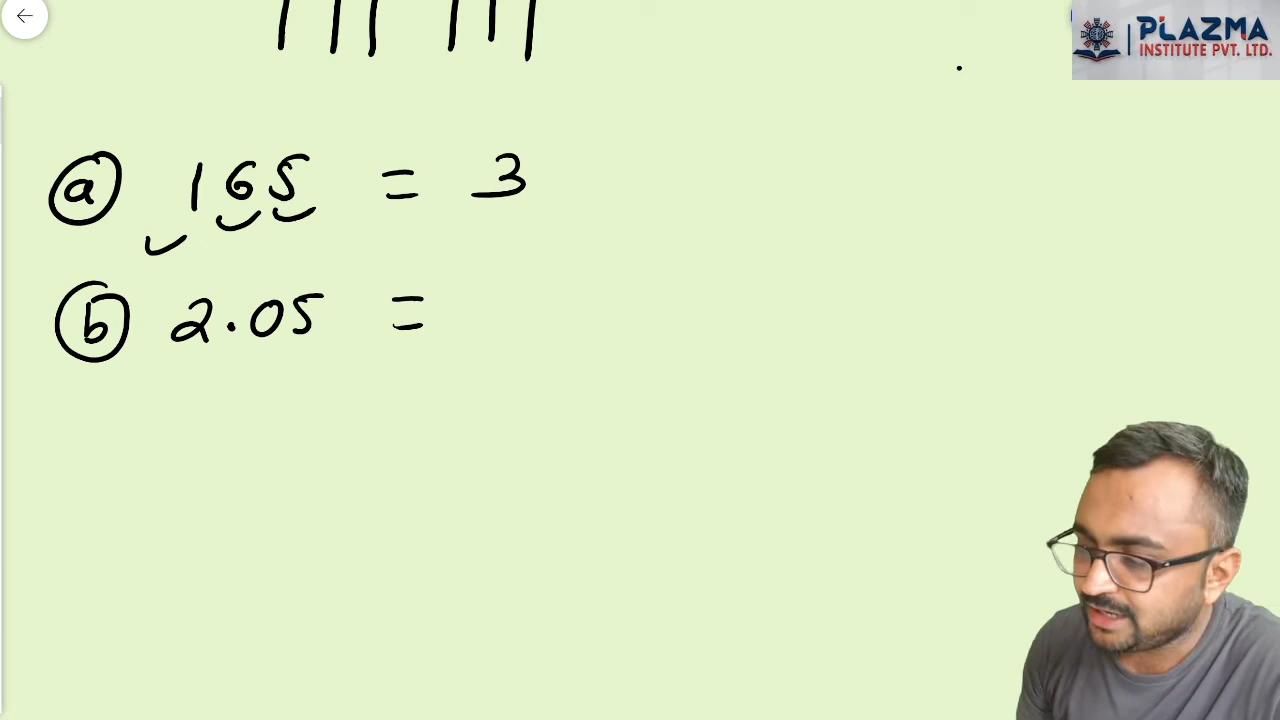 PLAZMA
INSTITUTE PVT. LTD.
a 165 = 3
b 2.05 =